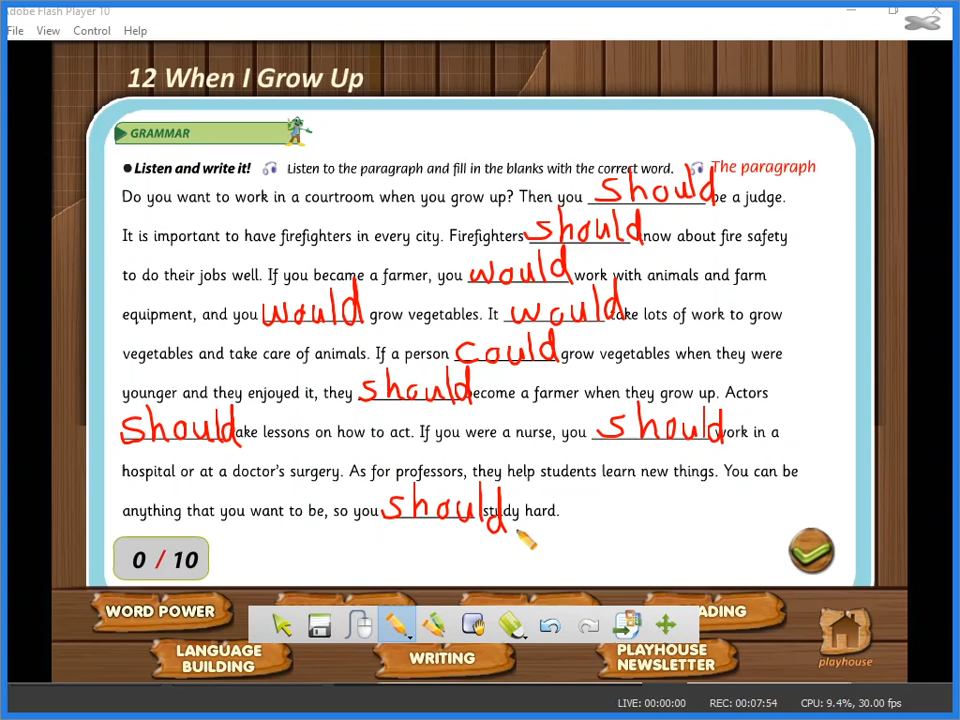 Adobe Flash Player 10
File View Control Help
12 When I Grow Up
GRAMMAR
●Listen and write it! Listen to the paragraph and fill in the blanks with the correct word. The paragraph
Do you want to work in a courtroom when you grow up? Then you should be a judge.
It is important to have firefighters in every city. Firefighters should know about fire safety
to do their jobs well. If you became a farmer, you would work with animals and farm
equipment, and you would grow vegetables. It would take lots of work to grow
vegetables and take care of animals. If a person could grow vegetables when they were
younger and they enjoyed it, they should become a farmer when they grow up. Actors
should take lessons on how to act. If you were a nurse, you should work in a
hospital or at a doctor's surgery. As for professors, they help students learn new things. You can be
anything that you want to be, so you should study hard.
0 / 10
WORD POWER ADING
LANGUAGE BUILDING WRITING PLAYHOUSE NEWSLETTER playhouse
LIVE: 00:00:00 REC: 00:07:54 CPU: 9.4%, 30.00 fps